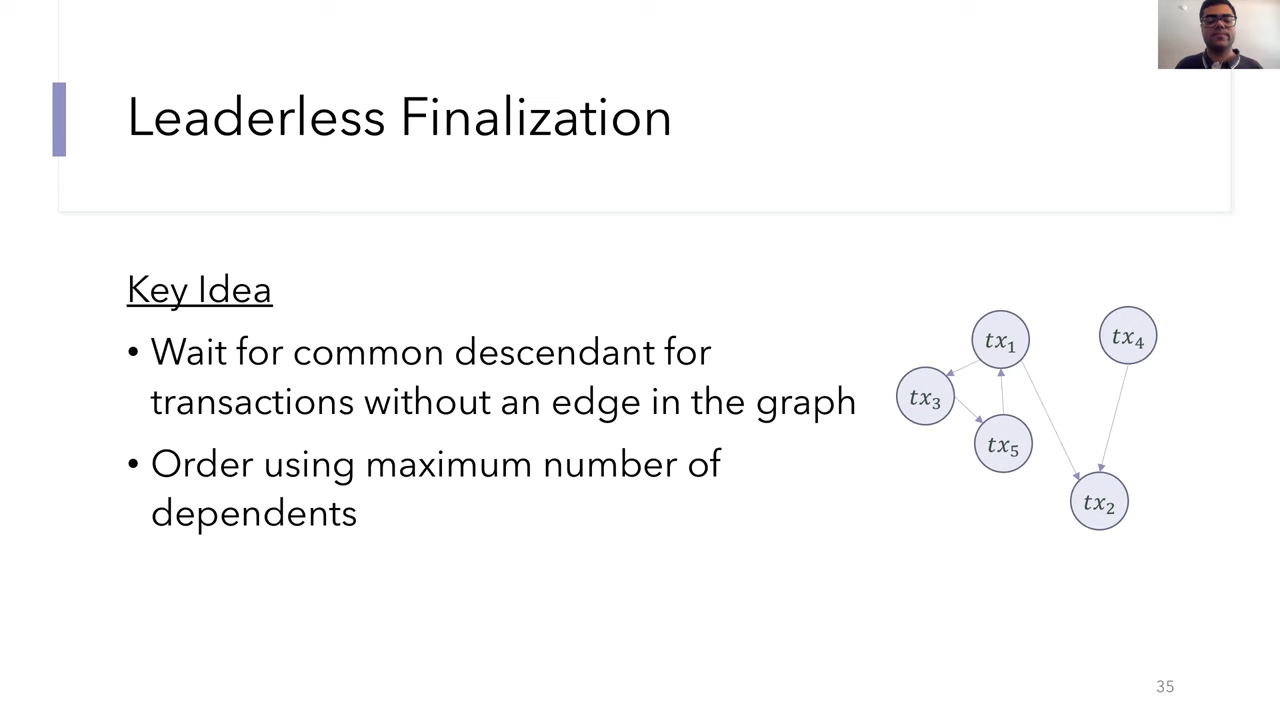 Leaderless Finalization
Key Idea
• Wait for common descendant for
transactions without an edge in the graph
• Order using maximum number of
dependents
tx₁
tx₄
tx₃
tx₅
tx₂
35